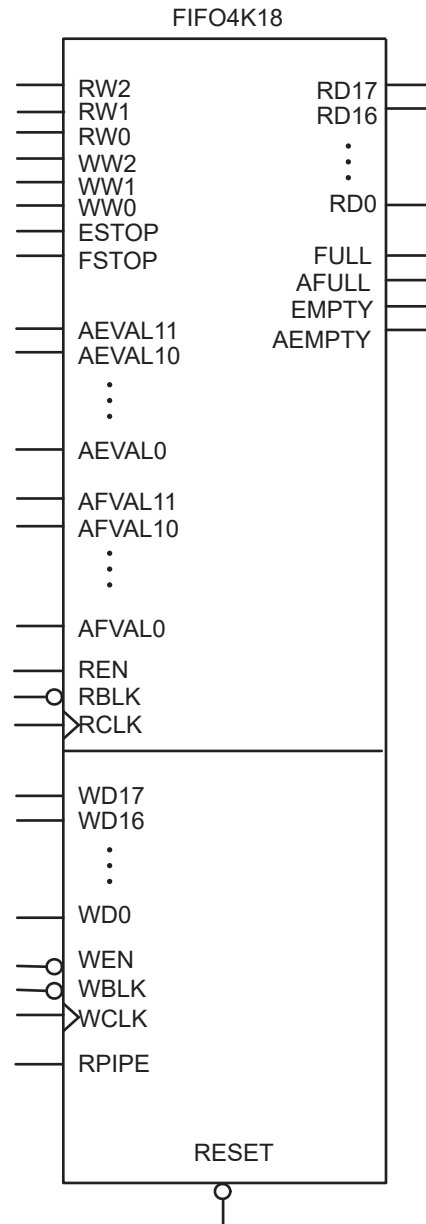 FIFO4K18
RW2
RW1
RW0
WW2
WW1
WW0
ESTOP
FSTOP
AEVAL11
AEVAL10
AEVAL0
AFVAL11
AFVAL10
AFVAL0
REN
RBLK
RCLK
RD17
RD16
RD0
FULL
AFULL
EMPTY
AEMPTY
WD17
WD16
WD0
WEN
WBLK
WCLK
RPIPE
RESET